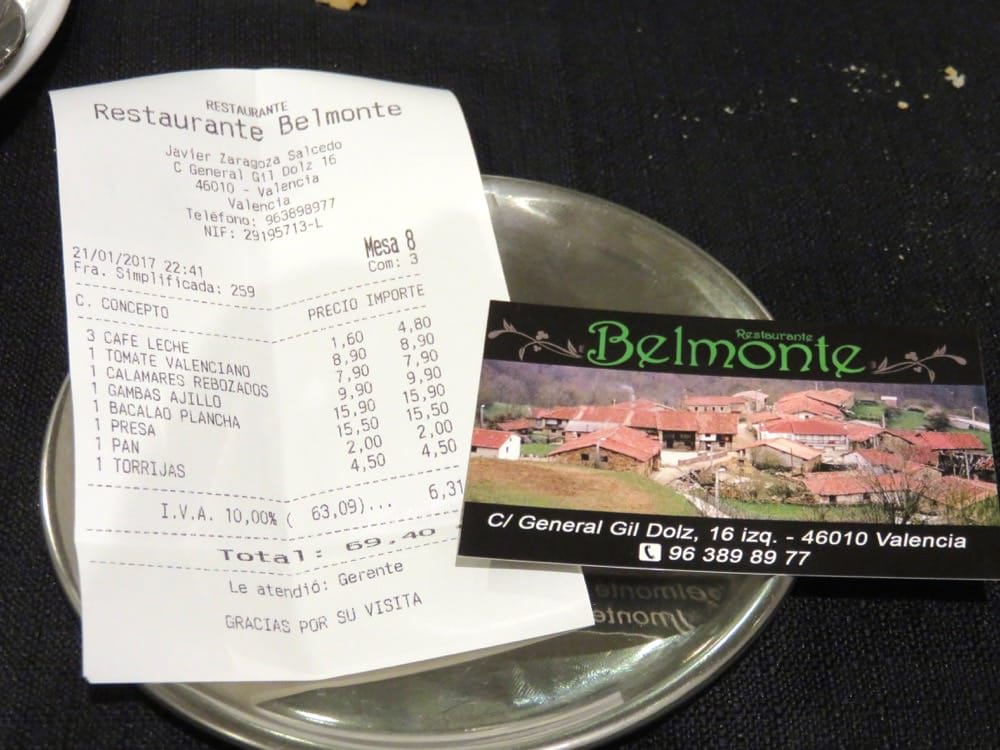 RESTAURANTE
Restaurante Belmonte
Javier Zaragoza Salcedo
C General Gil Dolz 16
46010 - Valencia
Valencia
Teléfono: 963898977
NIF: 29195713-L
21/01/2017 22:41 Mesa 8
Fra. Simplificada: 259 Com: 3
C. CONCEPTO PRECIO IMPORTE
3 CAFE LECHE 1,60 4,80
1 TOMATE VALENCIANO 8,90 8,90
1 CALAMARES REBOZADOS 7,90 7,90
1 GAMBAS AJILLO 9,90 9,90
1 BACALAO PLANCHA 15,90 15,90
1 PRESA 15,50 15,50
1 PAN 2,00 2,00
1 TORRIJAS 4,50 4,50
I.V.A. 10,00% ( 63,09)... 6,31
Total: 69,40
Le atendió: Gerente
GRACIAS POR SU VISITA
Restaurante
Belmonte
C/ General Gil Dolz, 16 izq. - 46010 Valencia
96 389 89 77